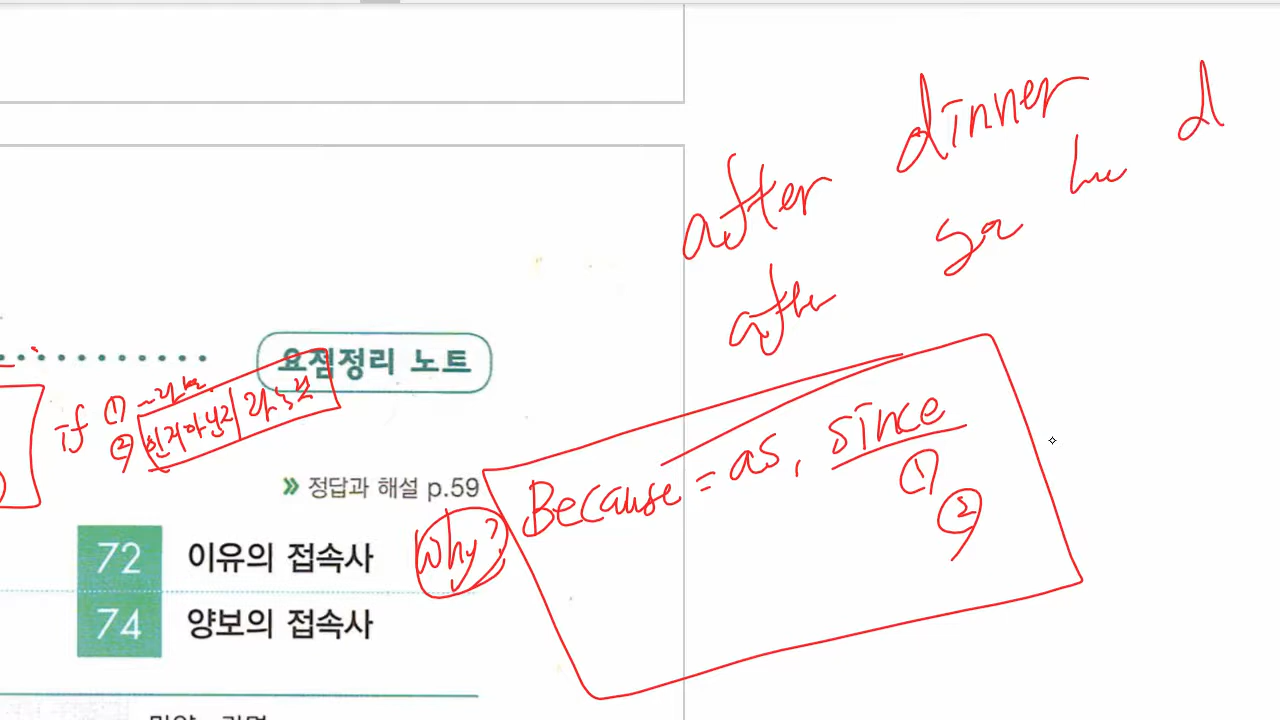 dinner
after
요점정리 노트
if ① ~라면
② 인지아닌지 라면
Because = as, since
①
②
Why?
정답과 해설 p.59
72 이유의 접속사
74 양보의 접속사